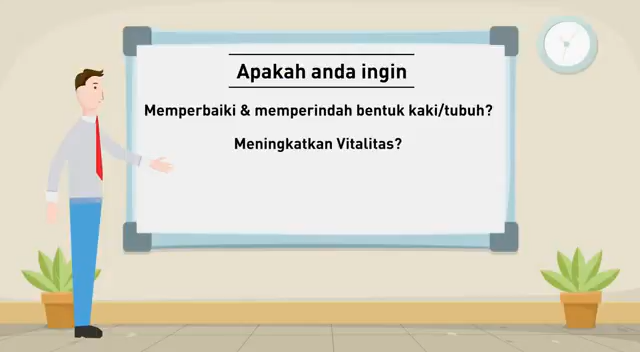 Apakah anda ingin
Memperbaiki & memperindah bentuk kaki/tubuh?
Meningkatkan Vitalitas?